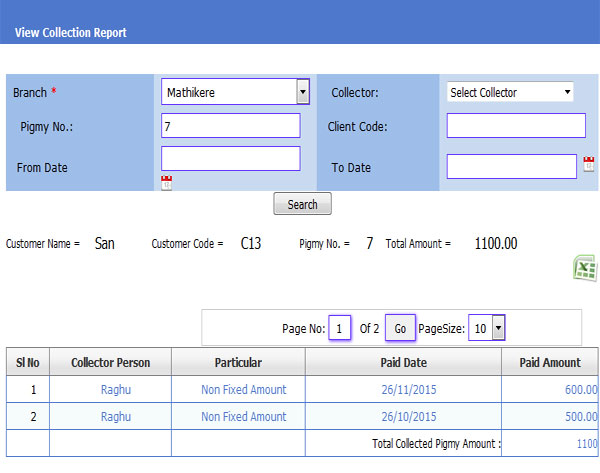 View Collection Report
Branch * Mathikere Collector: Select Collector
Pigmy No.: 7 Client Code:
From Date To Date
Search
Customer Name = San Customer Code = C13 Pigmy No. = 7 Total Amount = 1100.00
Page No: 1 Of 2 Go PageSize: 10
Sl No Collector Person Particular Paid Date Paid Amount
1 Raghu Non Fixed Amount 26/11/2015 600.00
2 Raghu Non Fixed Amount 26/10/2015 500.00
Total Collected Pigmy Amount : 1100